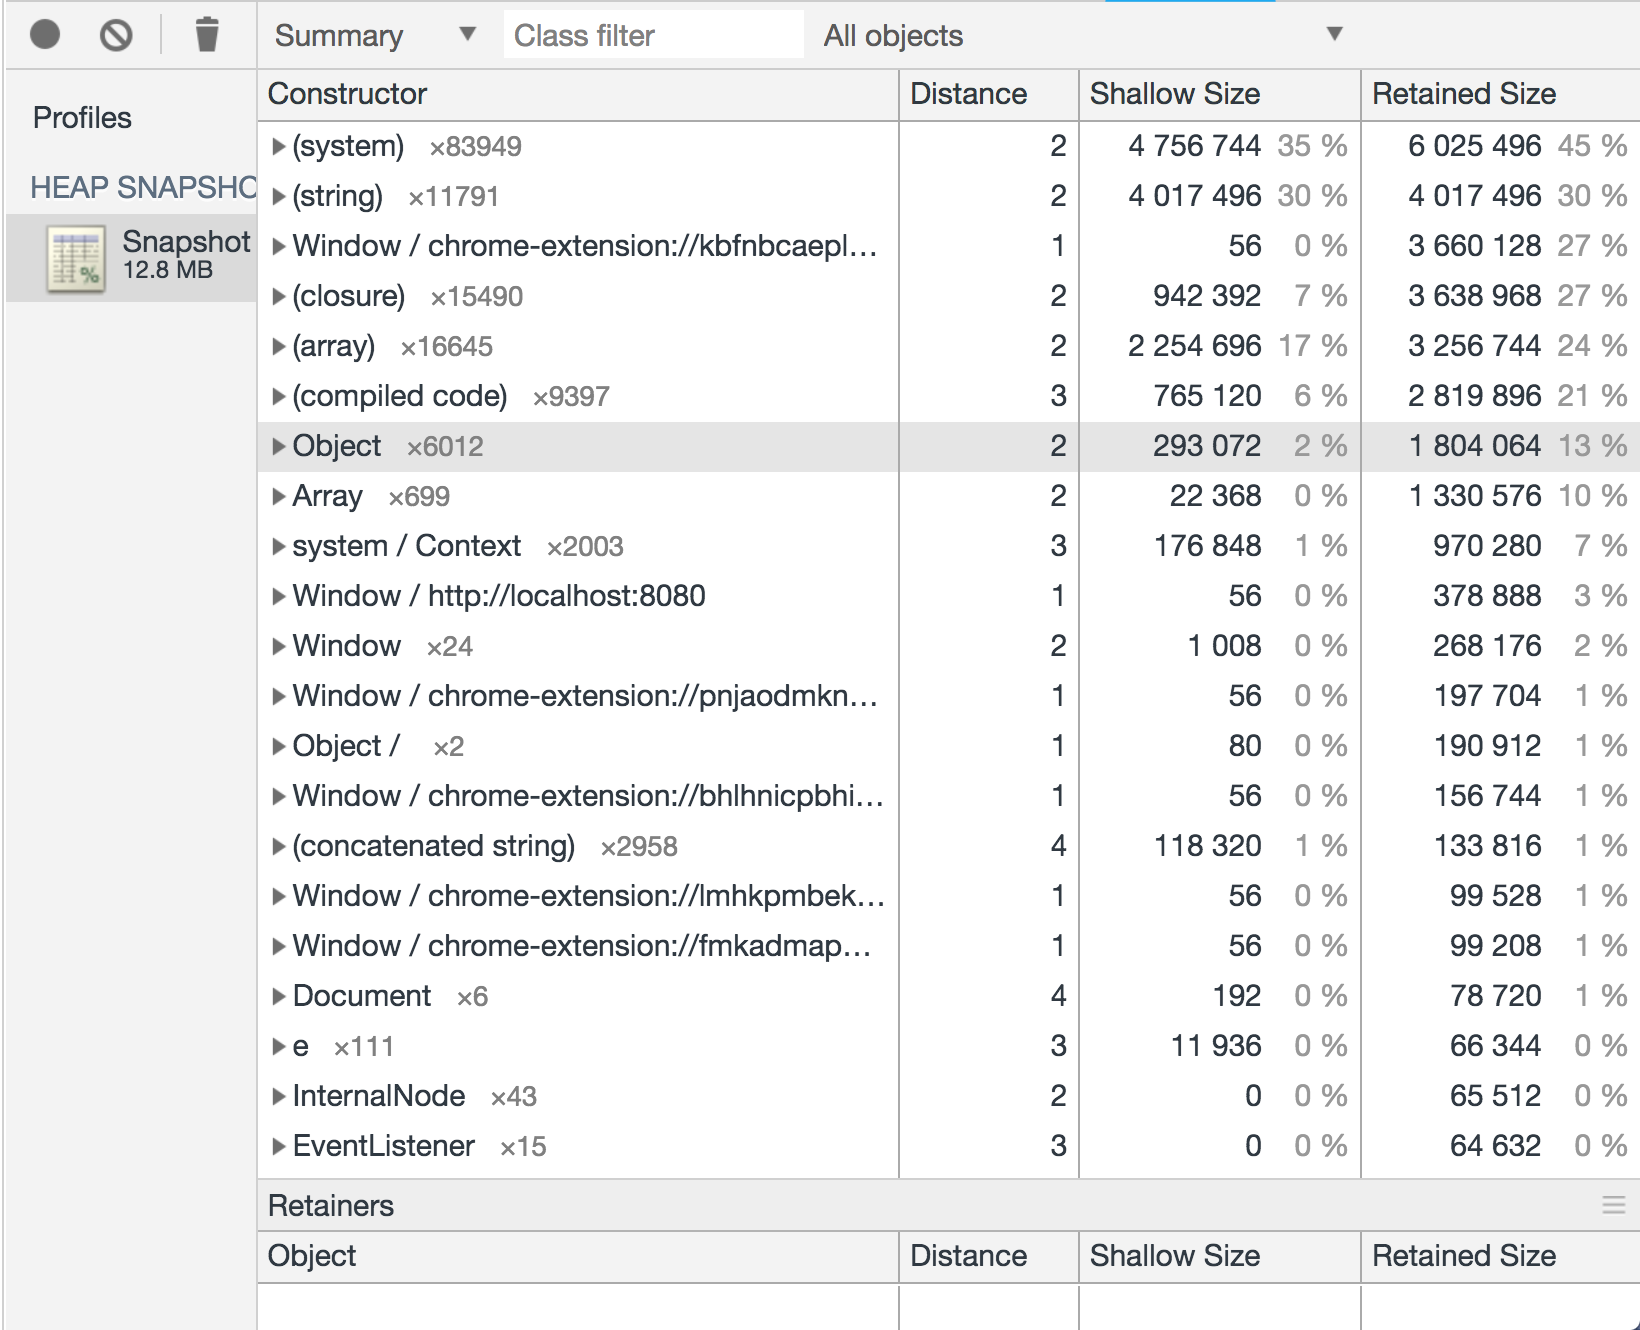 Summary ▼ Class filter All objects ▼
Profiles
HEAP SNAPSHO
Snapshot
12.8 MB
Constructor Distance Shallow Size Retained Size
(system) ×83949 2 4 756 744 35 % 6 025 496 45 %
(string) ×11791 2 4 017 496 30 % 4 017 496 30 %
Window / chrome-extension://kbfnbcaepl… 1 56 0 % 3 660 128 27 %
(closure) ×15490 2 942 392 7 % 3 638 968 27 %
(array) ×16645 2 2 254 696 17 % 3 256 744 24 %
(compiled code) ×9397 3 765 120 6 % 2 819 896 21 %
Object ×6012 2 293 072 2 % 1 804 064 13 %
Array ×699 2 22 368 0 % 1 330 576 10 %
system / Context ×2003 3 176 848 1 % 970 280 7 %
Window / http://localhost:8080 1 56 0 % 378 888 3 %
Window ×24 2 1 008 0 % 268 176 2 %
Window / chrome-extension://pnjaodmkn… 1 56 0 % 197 704 1 %
Object / ×2 1 80 0 % 190 912 1 %
Window / chrome-extension://bhlhnicpbhi… 1 56 0 % 156 744 1 %
(concatenated string) ×2958 4 118 320 1 % 133 816 1 %
Window / chrome-extension://lmhkpmbek… 1 56 0 % 99 528 1 %
Window / chrome-extension://fmkadmap… 1 56 0 % 99 208 1 %
Document ×6 4 192 0 % 78 720 1 %
e ×111 3 11 936 0 % 66 344 0 %
InternalNode ×43 2 0 0 % 65 512 0 %
EventListener ×15 3 0 0 % 64 632 0 %
Retainers
Object Distance Shallow Size Retained Size